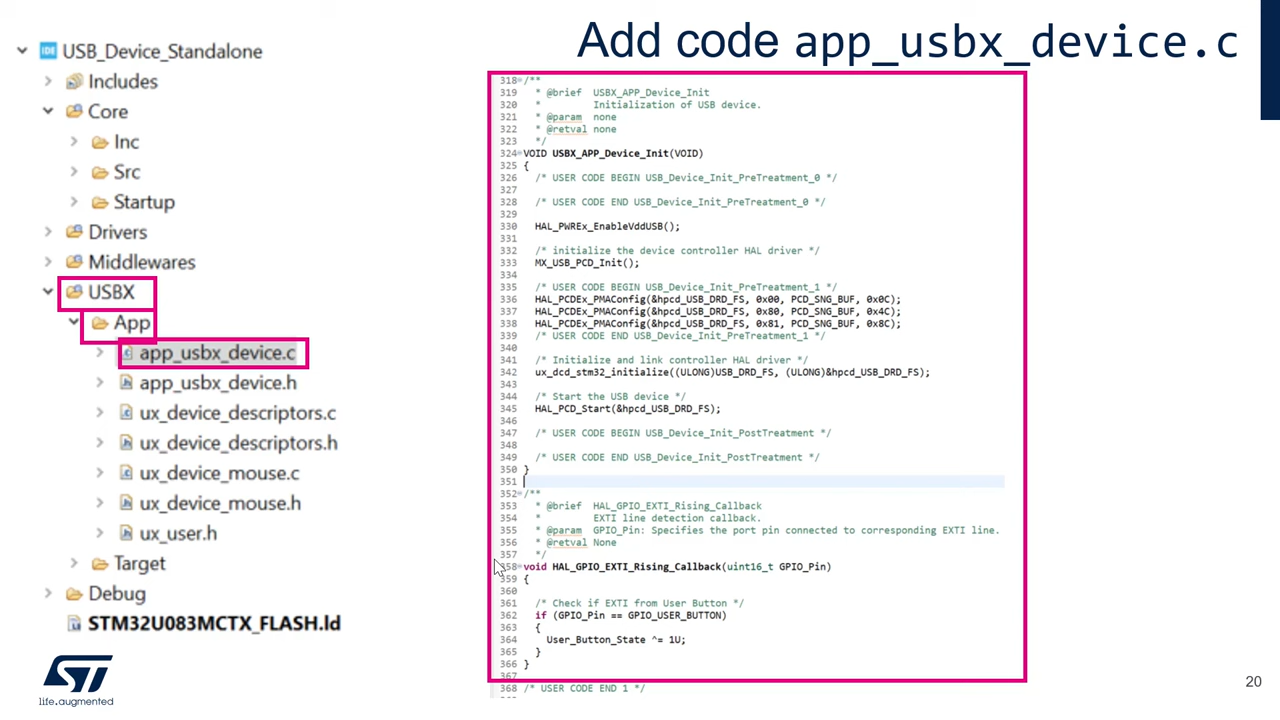 Add code app_usbx_device.c
USB_Device_Standalone
Includes
Core
Inc
Src
Startup
Drivers
Middlewares
USBX
App
app_usbx_device.c
app_usbx_device.h
ux_device_descriptors.c
ux_device_descriptors.h
ux_device_mouse.c
ux_device_mouse.h
ux_user.h
Target
Debug
STM32U083MCTX_FLASH.ld
318 /**
319 * @brief USBX_APP_Device_Init
320 * Initialization of USB device.
321 * @param none
322 * @retval none
323 */
324 VOID USBX_APP_Device_Init(VOID)
325 {
326 /* USER CODE BEGIN USB_Device_Init_PreTreatment_0 */
327
328 /* USER CODE END USB_Device_Init_PreTreatment_0 */
329
330 HAL_PWREx_EnableVddUSB();
331
332 /* initialize the device controller HAL driver */
333 MX_USB_PCD_Init();
334
335 /* USER CODE BEGIN USB_Device_Init_PreTreatment_1 */
336 HAL_PCDEx_PMAConfig(&hpcd_USB_DRD_FS, 0x00, PCD_SNG_BUF, 0x0C);
337 HAL_PCDEx_PMAConfig(&hpcd_USB_DRD_FS, 0x80, PCD_SNG_BUF, 0x4C);
338 HAL_PCDEx_PMAConfig(&hpcd_USB_DRD_FS, 0x81, PCD_SNG_BUF, 0x8C);
339 /* USER CODE END USB_Device_Init_PreTreatment_1 */
340
341 /* Initialize and link controller HAL driver */
342 ux_dcd_stm32_initialize((ULONG)USB_DRD_FS, (ULONG)&hpcd_USB_DRD_FS);
343
344 /* Start the USB device */
345 HAL_PCD_Start(&hpcd_USB_DRD_FS);
346
347 /* USER CODE BEGIN USB_Device_Init_PostTreatment */
348
349 /* USER CODE END USB_Device_Init_PostTreatment */
350 }
351
352 /**
353 * @brief HAL_GPIO_EXTI_Rising_Callback
354 * EXTI line detection callback.
355 * @param GPIO_Pin: Specifies the port pin connected to corresponding EXTI line.
356 * @retval None
357 */
358 void HAL_GPIO_EXTI_Rising_Callback(uint16_t GPIO_Pin)
359 {
360
361 /* Check if EXTI from User Button */
362 if (GPIO_Pin == GPIO_USER_BUTTON)
363 {
364 User_Button_State ^= 1U;
365 }
366 }
367
368 /* USER CODE END 1 */
ST
life.augmented
20